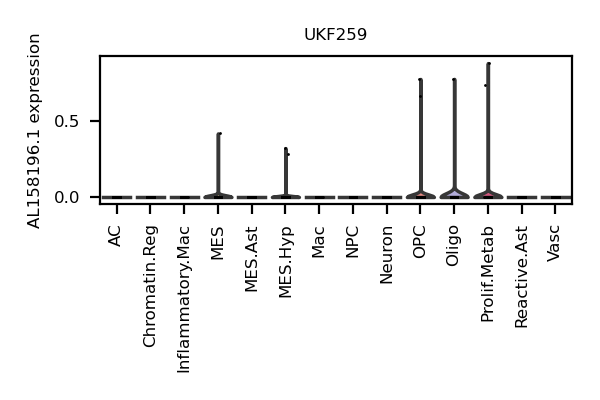 UKF259
AL158196.1 expression
0.5
0.0
AC
Chromatin.Reg
Inflammatory.Mac
MES
MES.Ast
MES.Hyp
Mac
NPC
Neuron
OPC
Oligo
Prolif.Metab
Reactive.Ast
Vasc